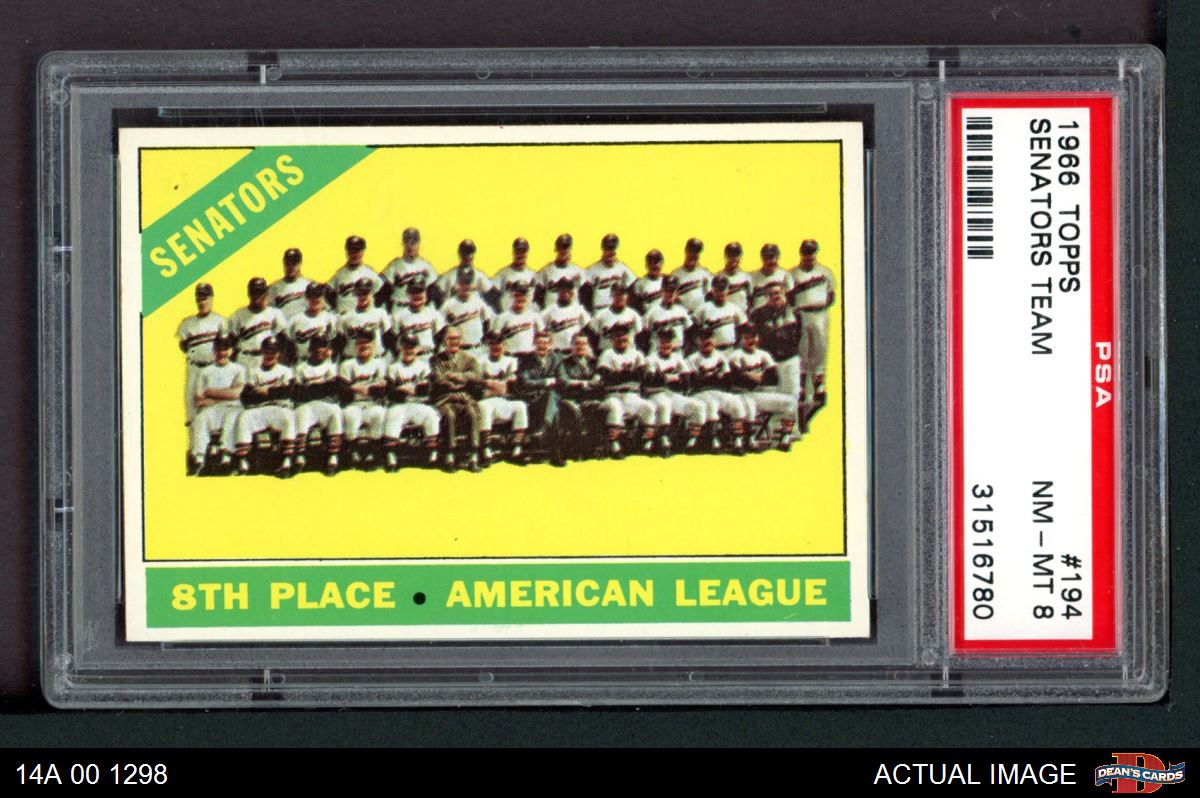 SENATORS
8TH PLACE • AMERICAN LEAGUE
1966 TOPPS #194
SENATORS TEAM NM-MT 8
31516780
PSA
14A 00 1298
ACTUAL IMAGE
DEAN'S CARDS